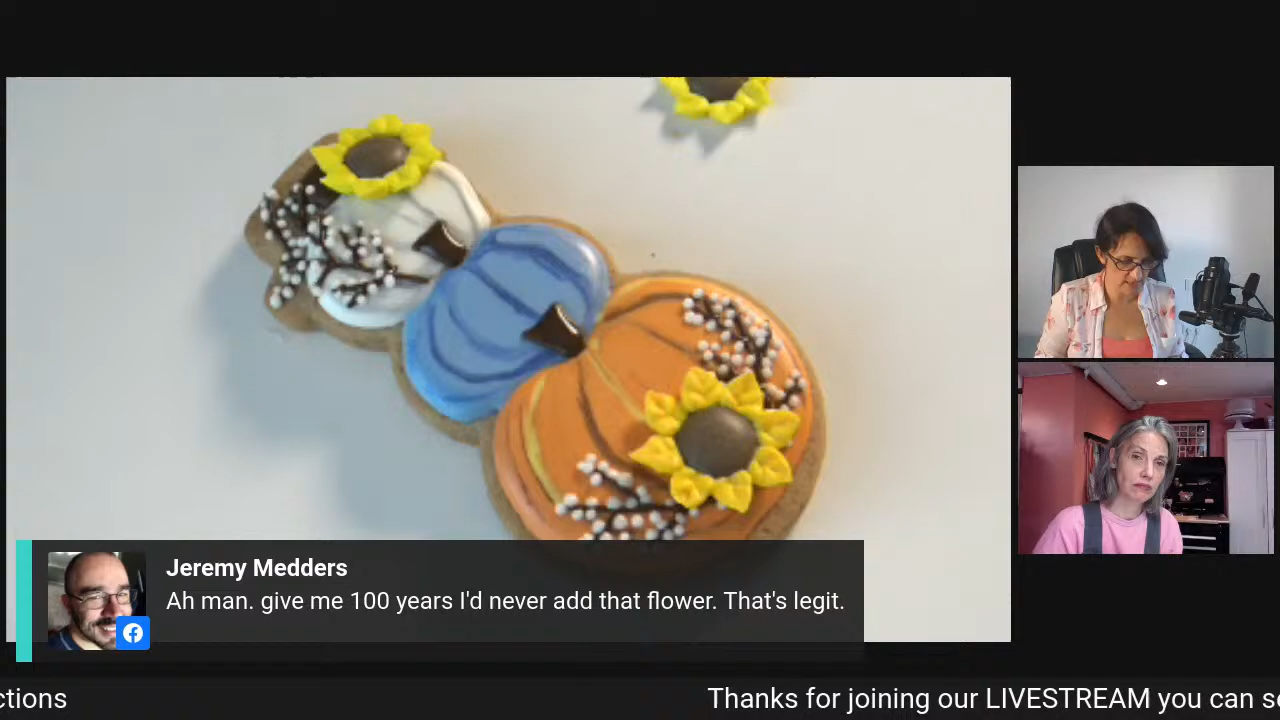 Jeremy Medders
Ah man. give me 100 years I'd never add that flower. That's legit.
ctions
Thanks for joining our LIVESTREAM you can s